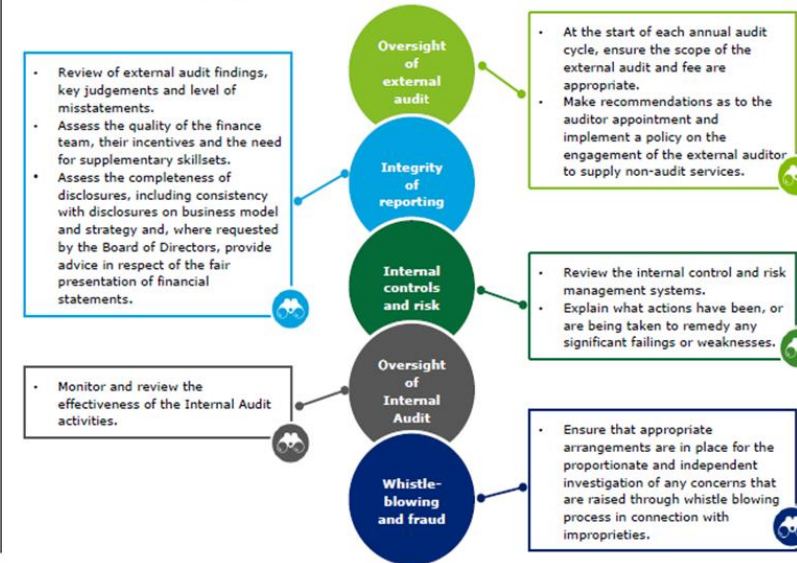 Oversight
of
external
audit
• At the start of each annual audit
cycle, ensure the scope of the
external audit and fee are
appropriate.
• Make recommendations as to the
auditor appointment and
implement a policy on the
engagement of the external auditor
to supply non-audit services.
• Review of external audit findings,
key judgements and level of
misstatements.
• Assess the quality of the finance
team, their incentives and the need
for supplementary skillsets.
• Assess the completeness of
disclosures, including consistency
with disclosures on business model
and strategy and, where requested
by the Board of Directors, provide
advice in respect of the fair
presentation of financial
statements.
Integrity
of
reporting
Internal
controls
and risk
• Review the internal control and risk
management systems.
• Explain what actions have been, or
are being taken to remedy any
significant failings or weaknesses.
• Monitor and review the
effectiveness of the Internal Audit
activities.
Oversight
of
Internal
Audit
Whistle-
blowing
and fraud
• Ensure that appropriate
arrangements are in place for the
proportionate and independent
investigation of any concerns that
are raised through whistle blowing
process in connection with
improprieties.